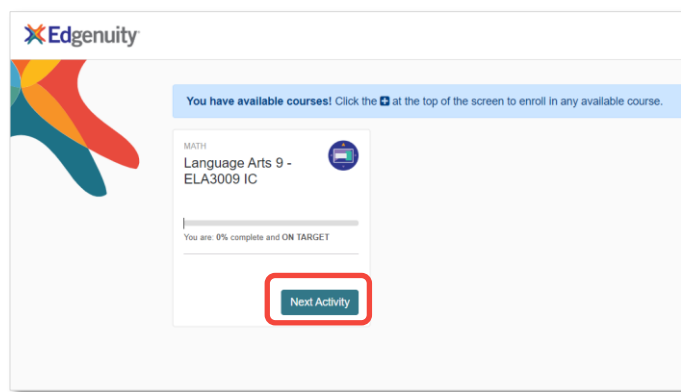 Edgenuity
You have available courses! Click the at the top of the screen to enroll in any available course.
MATH
Language Arts 9 -
ELA3009 IC
You are: 0% complete and ON TARGET
Next Activity